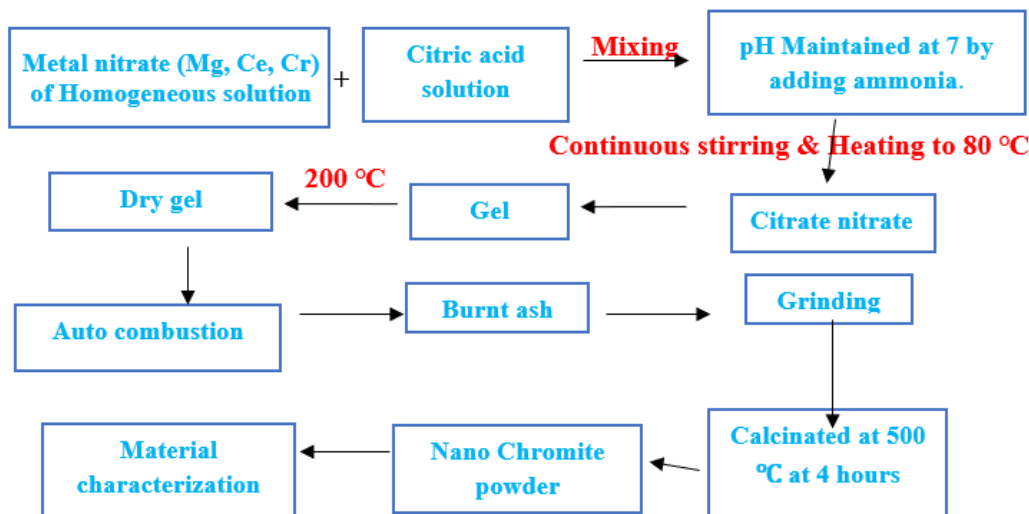 Metal nitrate (Mg, Ce, Cr)
of Homogeneous solution
+
Citric acid
solution
Mixing
pH Maintained at 7 by
adding ammonia.
Continuous stirring & Heating to 80 °C
Citrate nitrate
Gel
200 °C
Dry gel
Auto combustion
Burnt ash
Grinding
Calcinated at 500
°C at 4 hours
Nano Chromite
powder
Material
characterization